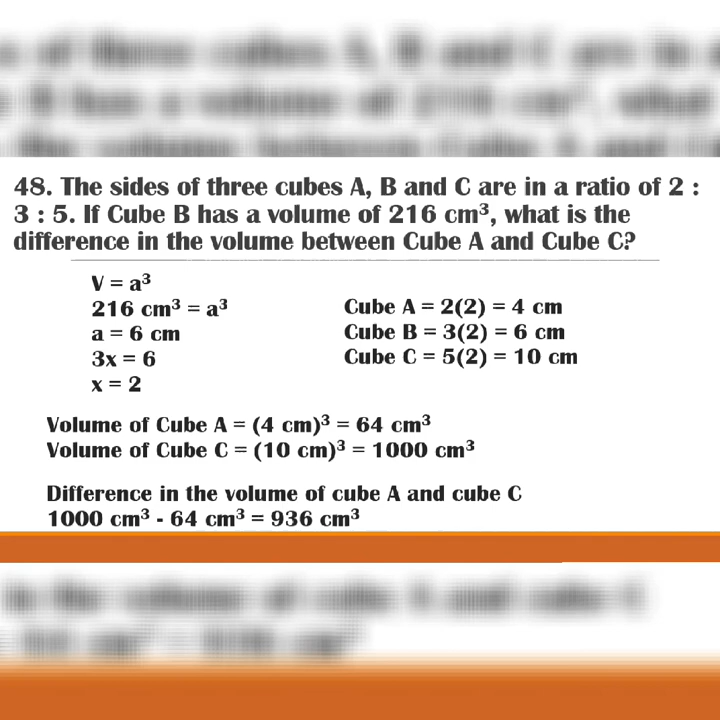 48. The sides of three cubes A, B and C are in a ratio of 2 :
3 : 5. If Cube B has a volume of 216 cm³, what is the
difference in the volume between Cube A and Cube C?
V = a³
216 cm³ = a³
a = 6 cm
3x = 6
x = 2
Cube A = 2(2) = 4 cm
Cube B = 3(2) = 6 cm
Cube C = 5(2) = 10 cm
Volume of Cube A = (4 cm)³ = 64 cm³
Volume of Cube C = (10 cm)³ = 1000 cm³
Difference in the volume of cube A and cube C
1000 cm³ - 64 cm³ = 936 cm³